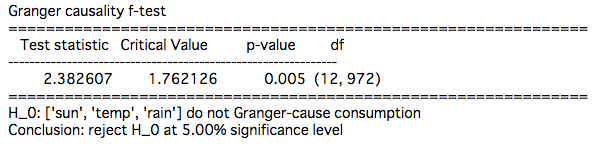 Granger causality f-test
==============================================================
Test statistic Critical Value p-value df
--------------------------------------------------------------
2.382607 1.762126 0.005 (12, 972)
==============================================================
H_0: ['sun', 'temp', 'rain'] do not Granger-cause consumption
Conclusion: reject H_0 at 5.00% significance level